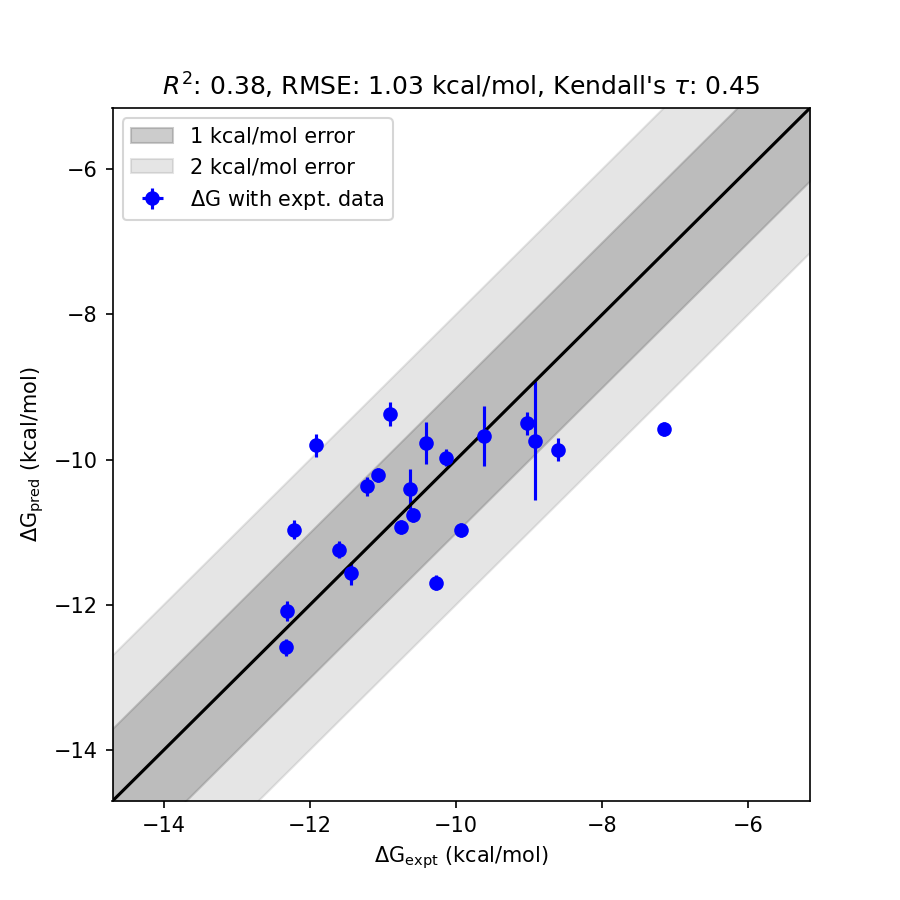 R²: 0.38, RMSE: 1.03 kcal/mol, Kendall's τ: 0.45
1 kcal/mol error
2 kcal/mol error
ΔG with expt. data
−6
−8
−10
−12
−14
ΔGpred (kcal/mol)
−14 −12 −10 −8 −6
ΔGexpt (kcal/mol)